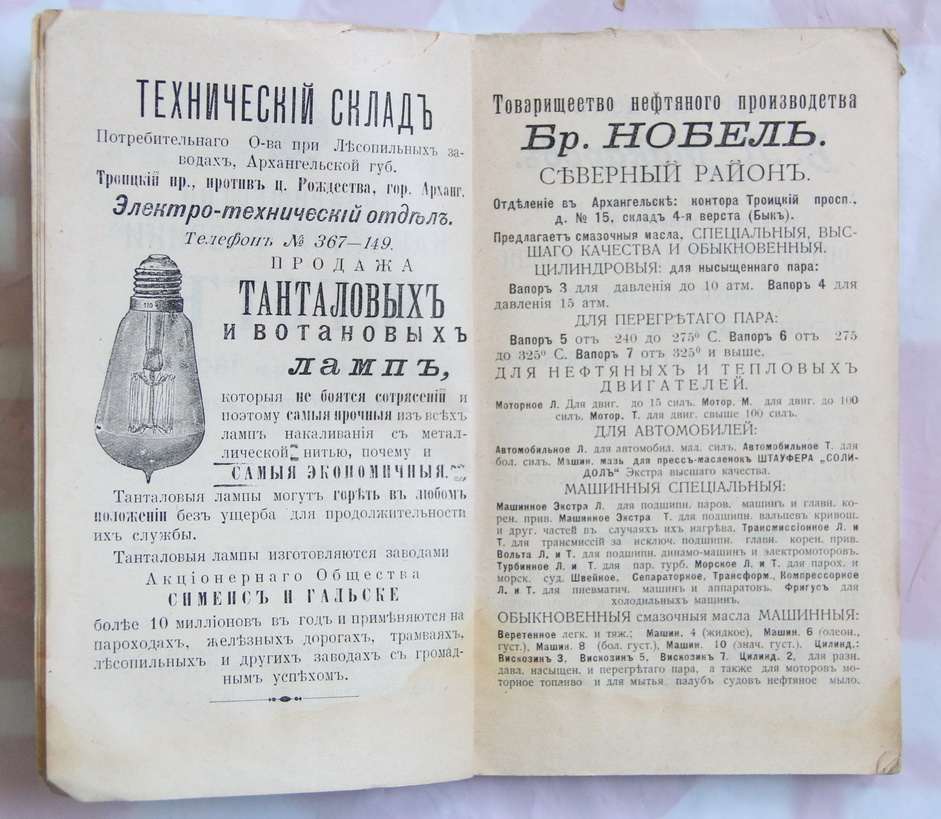 ТЕХНИЧЕСКІЙ СКЛАДЪ
Потребительнаго О-ва при Лѣсопильныхъ за-
водахъ, Архангельской губ.
Троицкій пр., противъ ц. Рождества, гор. Арханг.
Электро-техническій отдѣлъ.
Телефонъ № 367—149.
ПРОДАЖА
ТАНТАЛОВЫХЪ
И ВОТАНОВЫХЪ
ЛАМПЪ,
110
которыя не боятся сотрясеній и
поэтому самыя прочныя изъ всѣхъ
лампъ накаливанія съ метал-
лической нитью, почему и
САМЫЯ ЭКОНОМИЧНЫЯ.
Танталовыя лампы могутъ горѣть въ любомъ
положеніи безъ ущерба для продолжительности
ихъ службы.
Танталовыя лампы изготовляются заводами
Акціонернаго Общества
СИМЕНСЪ И ГАЛЬСКЕ
болѣе 10 милліоновъ въ годъ и примѣняются на
пароходахъ, желѣзныхъ дорогахъ, трамваяхъ,
лѣсопильныхъ и другихъ заводахъ съ громад-
нымъ успѣхомъ.
Товарищество нефтяного производства
Бр. НОБЕЛЬ.
СѢВЕРНЫЙ РАЙОНЪ.
Отдѣленіе въ Архангельскѣ: контора Троицкій просп.,
д. № 15, складъ 4-я верста (Быкъ).
Предлагаетъ смазочныя масла, СПЕЦІАЛЬНЫЯ, ВЫС-
ШАГО КАЧЕСТВА И ОБЫКНОВЕННЫЯ.
ЦИЛИНДРОВЫЯ: для насыщеннаго пара:
Вапоръ 3 для давленія до 10 атм. Вапоръ 4 для
давленія 15 атм.
ДЛЯ ПЕРЕГРѢТАГО ПАРА:
Вапоръ 5 отъ 240 до 275° С. Вапоръ 6 отъ 275
до 325° С. Вапоръ 7 отъ 325° и выше.
ДЛЯ НЕФТЯНЫХЪ И ТЕПЛОВЫХЪ
ДВИГАТЕЛЕЙ.
Моторное Л. Для двиг. до 15 силъ. Мотор. М. для двиг. до 100
силъ. Мотор. Т. для двиг. свыше 100 силъ.
ДЛЯ АВТОМОБИЛЕЙ:
Автомобильное Л. для автомобил. мал. силъ. Автомобильное Т. для
бол. силъ. Машин. мазь для прессъ-масленокъ ШТАУФЕРА „СОЛИ-
ДОЛЪ“ Экстра высшаго качества.
МАШИННЫЯ СПЕЦІАЛЬНЫЯ:
Машинное Экстра Л. для подшипн. паров. машинъ и главн. ко-
рен. прив. Машинное Экстра Т. для подшипн. вальцевъ кривош.
и друг. частей въ случаяхъ ихъ нагрѣва. Трансмиссіонное Л. и
Т. для трансмиссій за исключ. подшипн. главн. корен. прив.
Вольта Л. и Т. для подшипн. динамо-машинъ и электромоторовъ.
Турбинное Л. и Т. для пар. турб. Морское Л. и Т. для парох. и
морск. суд. Швейное, Сепараторное, Трансформ., Компрессорное
Л. и Т. для пневматич. машинъ и аппаратовъ. Фригусъ для
холодильныхъ машинъ.
ОБЫКНОВЕННЫЯ смазочныя масла МАШИННЫЯ:
Веретенное легк. и тяж.; Машин. 4 (жидкое), Машин. 6 (олеон.,
густ.), Машин. 8 (бол. густ.), Машин. 10 (знач. густ.). Цилинд.:
Вискозинъ 3, Вискозинъ 5, Вискозинъ 7. Цилинд. 2, для разн.
давл. насыщен. и перегрѣтаго пара, а также для моторовъ мо-
торное топливо и для мытья палубъ судовъ нефтяное мыло.